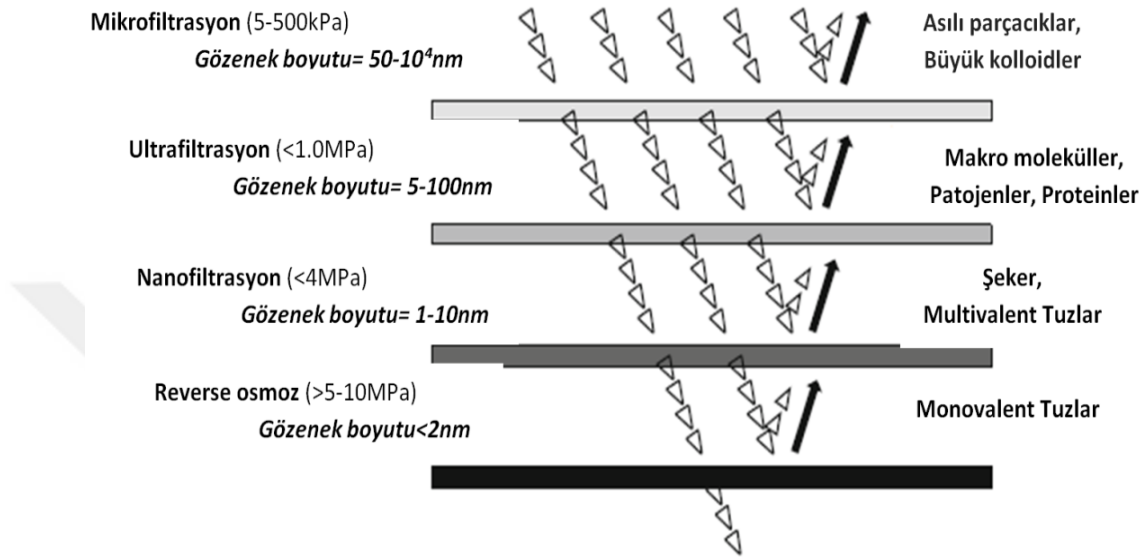 Mikrofiltrasyon (5-500kPa)
Gözenek boyutu= 50-10⁴nm
Asılı parçacıklar,
Büyük kolloidler
Ultrafiltrasyon (<1.0MPa)
Gözenek boyutu= 5-100nm
Makro moleküller,
Patojenler, Proteinler
Nanofiltrasyon (<4MPa)
Gözenek boyutu= 1-10nm
Şeker,
Multivalent Tuzlar
Reverse osmoz (>5-10MPa)
Gözenek boyutu<2nm
Monovalent Tuzlar